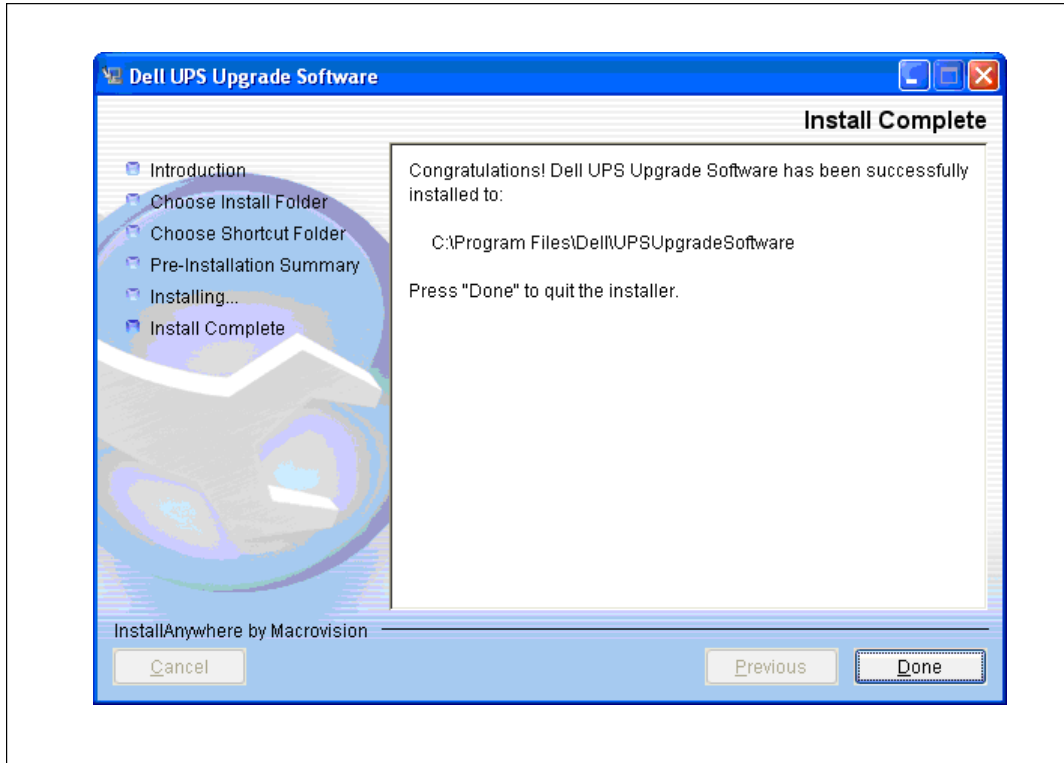 Dell UPS Upgrade Software
Install Complete
Introduction
Choose Install Folder
Choose Shortcut Folder
Pre-Installation Summary
Installing...
Install Complete
Congratulations! Dell UPS Upgrade Software has been successfully
installed to:
C:\Program Files\Dell\UPSUpgradeSoftware
Press "Done" to quit the installer.
InstallAnywhere by Macrovision
Cancel
Previous
Done